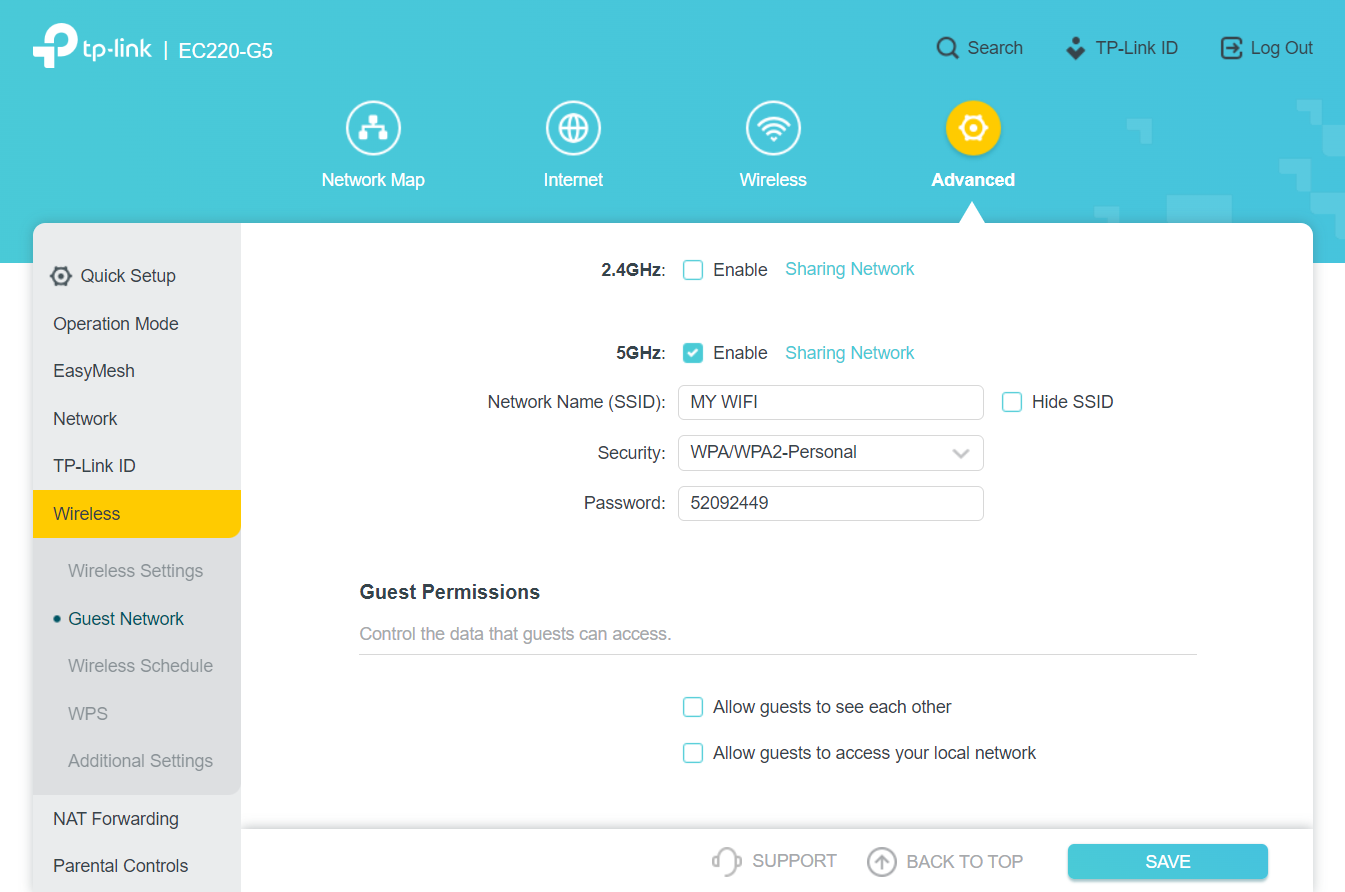 tp-link | EC220-G5
Search
TP-Link ID
Log Out
Network Map
Internet
Wireless
Advanced
Quick Setup
Operation Mode
EasyMesh
Network
TP-Link ID
Wireless
Wireless Settings
Guest Network
Wireless Schedule
WPS
Additional Settings
NAT Forwarding
Parental Controls
2.4GHz: Enable Sharing Network
5GHz: Enable Sharing Network
Network Name (SSID): MY WIFI Hide SSID
Security: WPA/WPA2-Personal
Password: 52092449
Guest Permissions
Control the data that guests can access.
Allow guests to see each other
Allow guests to access your local network
SUPPORT
BACK TO TOP
SAVE